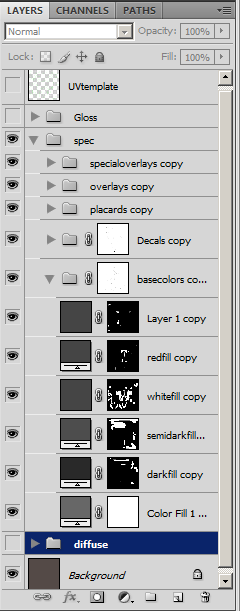 LAYERS CHANNELS PATHS
Normal Opacity: 100%
Lock: Fill: 100%
UVtemplate
Gloss
spec
specialoverlays copy
overlays copy
placards copy
Decals copy
basecolors co...
Layer 1 copy
redfill copy
whitefill copy
semidarkfill...
darkfill copy
Color Fill 1 ...
diffuse
Background
fx.